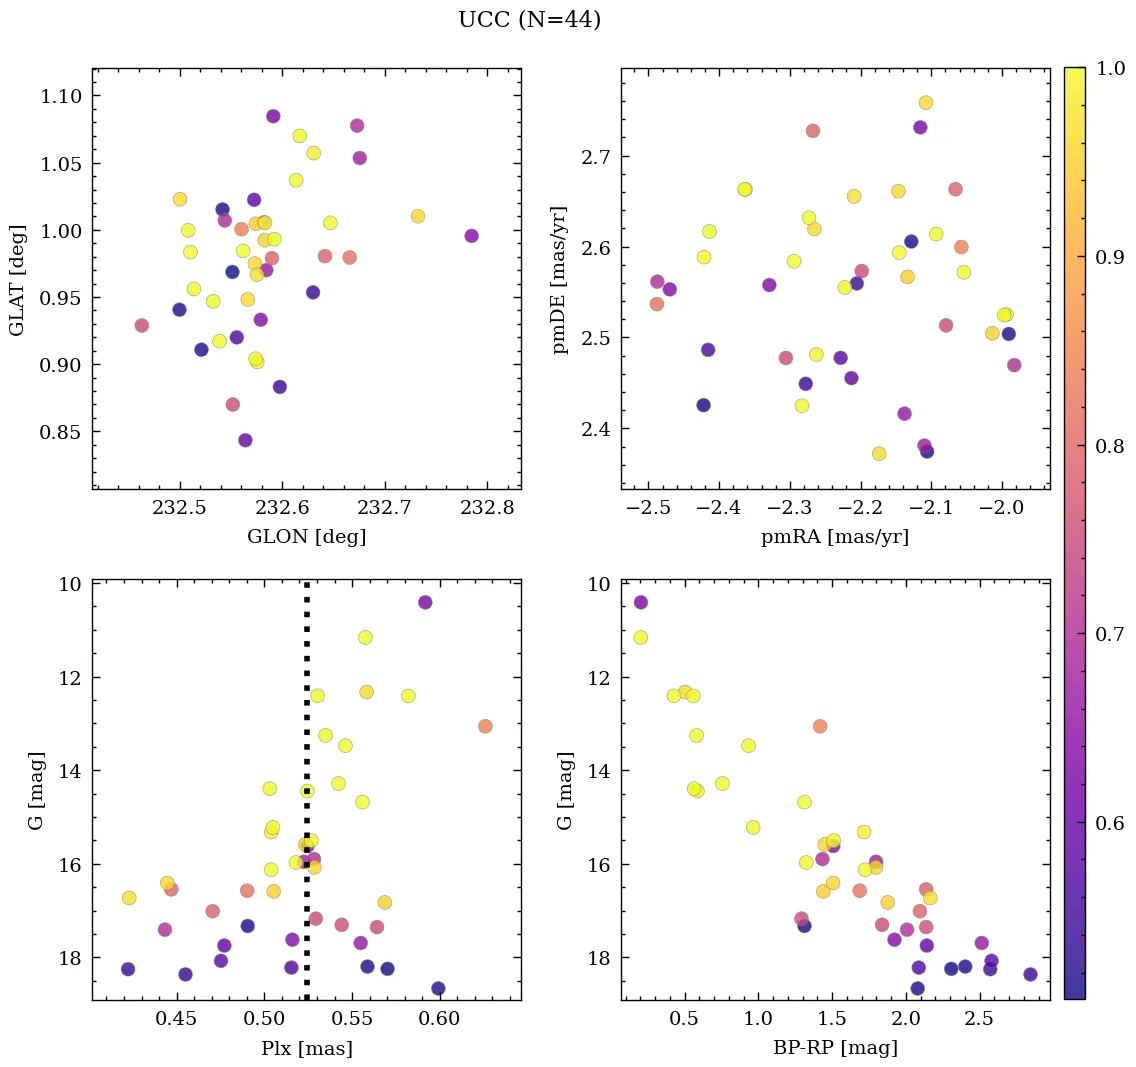 UCC (N=44)
1.10
1.05
1.00
0.95
0.90
0.85
GLAT [deg]
232.5 232.6 232.7 232.8
GLON [deg]
2.7
2.6
2.5
2.4
pmDE [mas/yr]
−2.5 −2.4 −2.3 −2.2 −2.1 −2.0
pmRA [mas/yr]
10
12
14
16
18
G [mag]
0.45 0.50 0.55 0.60
Plx [mas]
10
12
14
16
18
G [mag]
0.5 1.0 1.5 2.0 2.5
BP-RP [mag]
1.0
0.9
0.8
0.7
0.6